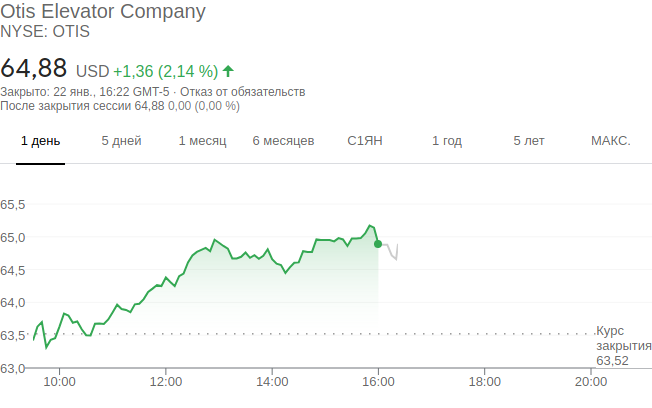 Otis Elevator Company
NYSE: OTIS
64,88 USD +1,36 (2,14 %)
Закрыто: 22 янв., 16:22 GMT-5 · Отказ от обязательств
После закрытия сессии 64,88 0,00 (0,00 %)
1 день 5 дней 1 месяц 6 месяцев С1ЯН 1 год 5 лет МАКС.
65,5
65,0
64,5
64,0
63,5
Курс
закрытия
63,52
63,0
10:00 12:00 14:00 16:00 18:00 20:00